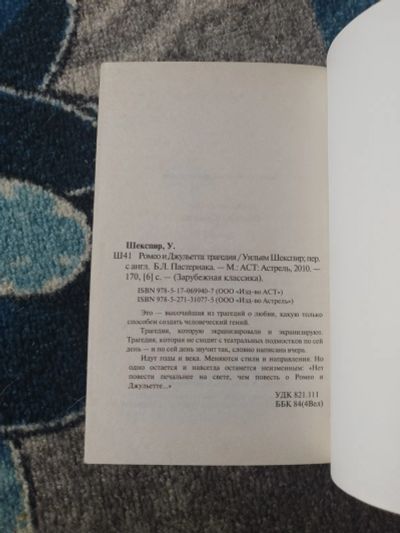 Шекспир, У.
Ш41 Ромео и Джульетта: трагедия / Уильям Шекспир; пер.
с англ. Б.Л. Пастернака. — М.: АСТ: Астрель, 2010. —
170, [6] с. — (Зарубежная классика).
ISBN 978-5-17-069940-7 (ООО «Изд-во АСТ»)
ISBN 978-5-271-31077-5 (ООО «Изд-во Астрель»)
Это — высочайшая из трагедий о любви, какую только
способен создать человеческий гений.
Трагедия, которую экранизировали и экранизируют.
Трагедия, которая не сходит с театральных подмостков по сей
день — и по сей день звучит так, словно написана вчера.
Идут годы и века. Меняются стили и направления. Но
одно остается и навсегда останется неизменным: «Нет
повести печальнее на свете, чем повесть о Ромео и
Джульетте...»
УДК 821.111
ББК 84(4Вел)